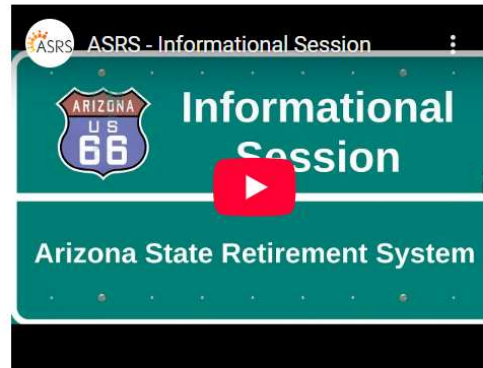 ASRS
ASRS - Informational Session
ARIZONA
US
66
Informational
Session
Arizona State Retirement System